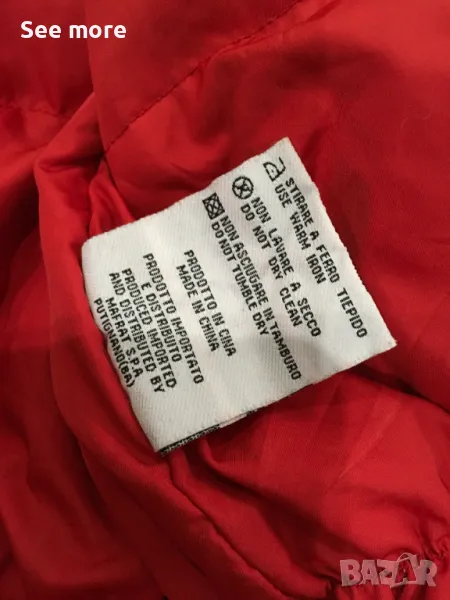 See more
STIRARE A FERRO TIEPIDO
USE WARM IRON
NON LAVARE A SECCO
DO NOT DRY CLEAN
NON ASCIUGARE IN TAMBURO
DO NOT TUMBLE DRY
PRODOTTO IN CINA
MADE IN CHINA
PRODOTTO IMPORTATO
E DISTRIBUITO
PRODUCED IMPORTED
AND DISTRIBUTED BY
MAFRAT S.P.A
PUTIGNANO(BA)
BAZAR